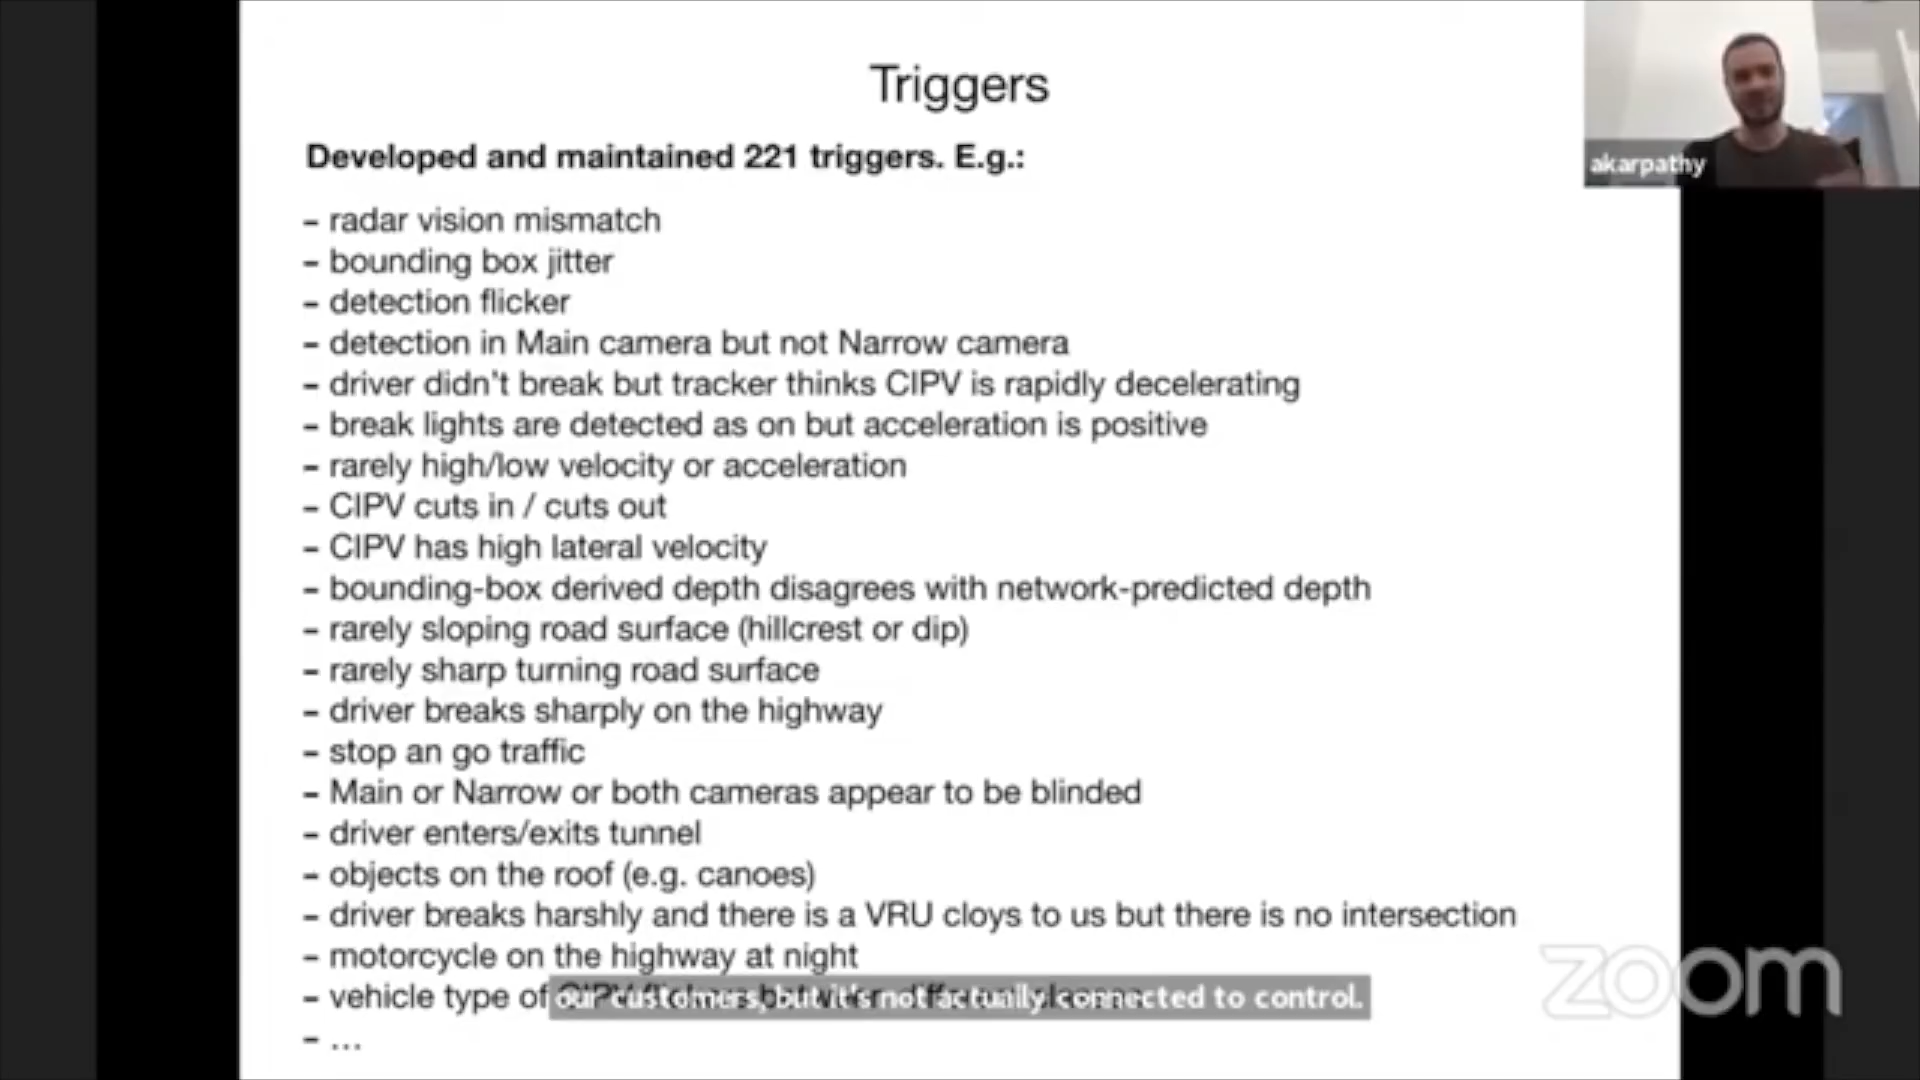 Triggers
akarpathy
Developed and maintained 221 triggers. E.g.:
– radar vision mismatch
– bounding box jitter
– detection flicker
– detection in Main camera but not Narrow camera
– driver didn't break but tracker thinks CIPV is rapidly decelerating
– break lights are detected as on but acceleration is positive
– rarely high/low velocity or acceleration
– CIPV cuts in / cuts out
– CIPV has high lateral velocity
– bounding-box derived depth disagrees with network-predicted depth
– rarely sloping road surface (hillcrest or dip)
– rarely sharp turning road surface
– driver breaks sharply on the highway
– stop an go traffic
– Main or Narrow or both cameras appear to be blinded
– driver enters/exits tunnel
– objects on the roof (e.g. canoes)
– driver breaks harshly and there is a VRU cloys to us but there is no intersection
– motorcycle on the highway at night
– vehicle type of
our customers, but it's not actually connected to control.
– ...
zoom